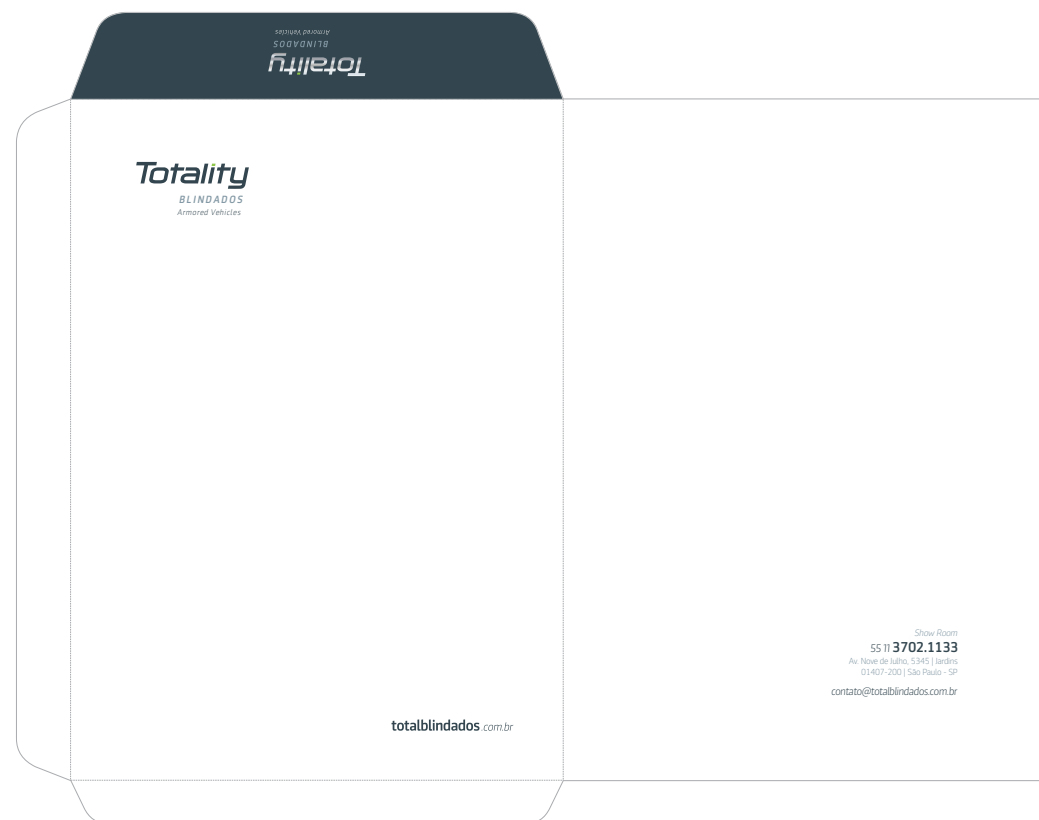 Armored Vehicles
BLINDADOS
Totality
Totality
BLINDADOS
Armored Vehicles
Show Room
55 11 3702.1133
Av. Nove de Julho, 5345 | Jardins
01407-200 | São Paulo - SP
contato@totalblindados.com.br
totalblindados.com.br